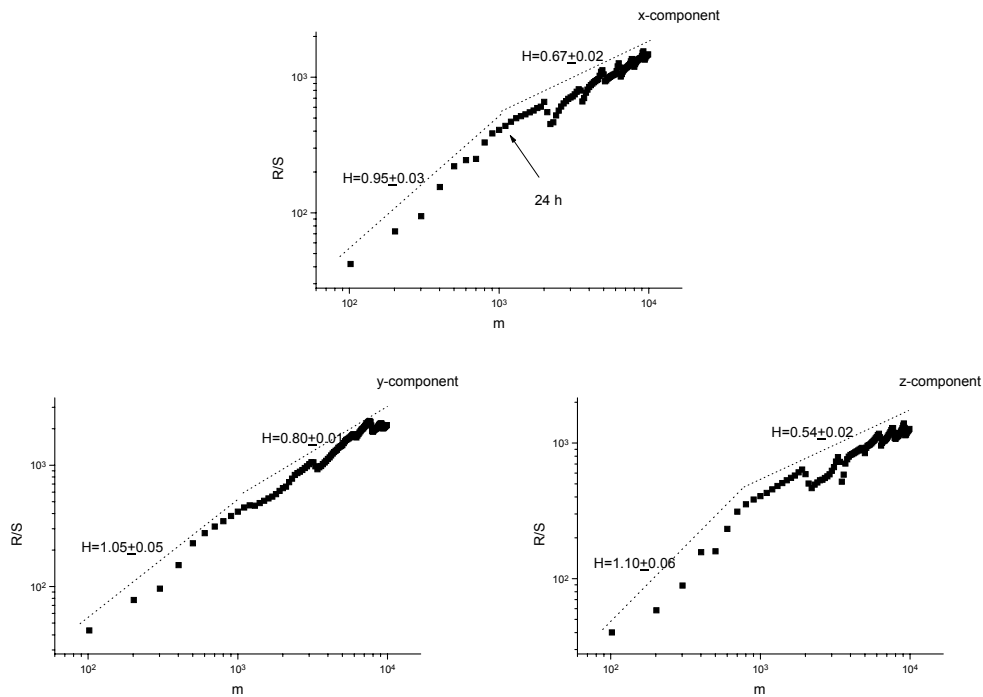 x-component
H=0.67±0.02
10³
R/S
H=0.95±0.03
24 h
10²
10² 10³ 10⁴
m
y-component
H=0.80±0.01
10³
R/S
H=1.05±0.05
10²
10² 10³ 10⁴
m
z-component
H=0.54±0.02
10³
R/S
H=1.10±0.06
10²
10² 10³ 10⁴
m